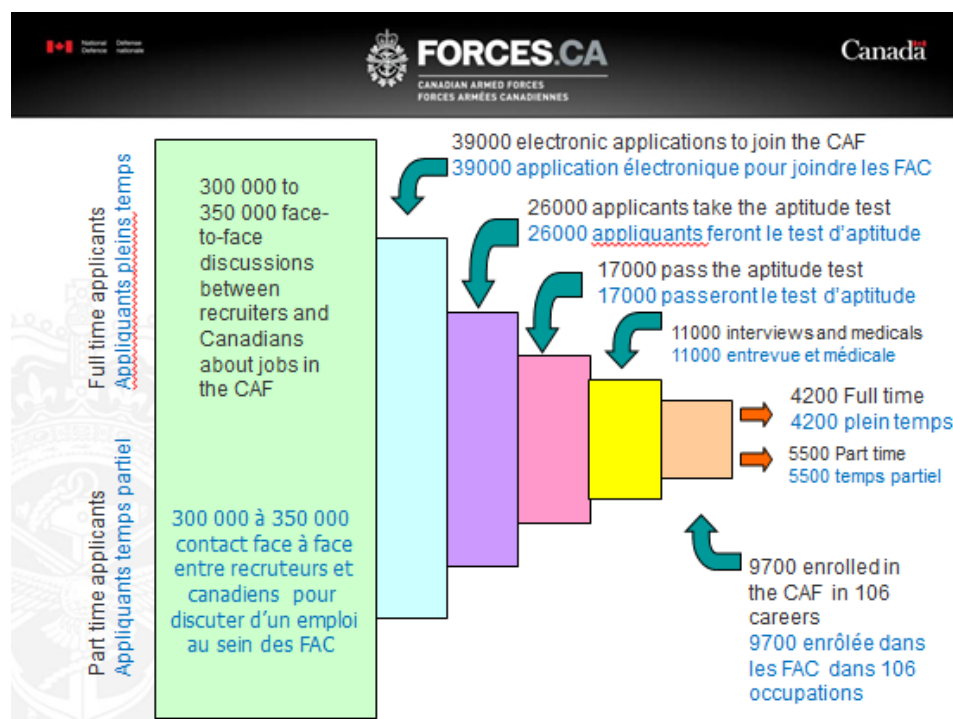 National Défense
Defence nationale
FORCES.CA
CANADIAN ARMED FORCES
FORCES ARMÉES CANADIENNES
Canada
Full time applicants
Appliquants pleins temps
Part time applicants
Appliquants temps partiel
300 000 to
350 000 face-
to-face
discussions
between
recruiters and
Canadians
about jobs in
the CAF
300 000 à 350 000
contact face à face
entre recruteurs et
canadiens pour
discuter d'un emploi
au sein des FAC
39000 electronic applications to join the CAF
39000 application électronique pour joindre les FAC
26000 applicants take the aptitude test
26000 appliquants feront le test d'aptitude
17000 pass the aptitude test
17000 passeront le test d'aptitude
11000 interviews and medicals
11000 entrevue et médicale
4200 Full time
4200 plein temps
5500 Part time
5500 temps partiel
9700 enrolled in
the CAF in 106
careers
9700 enrôlée dans
les FAC dans 106
occupations